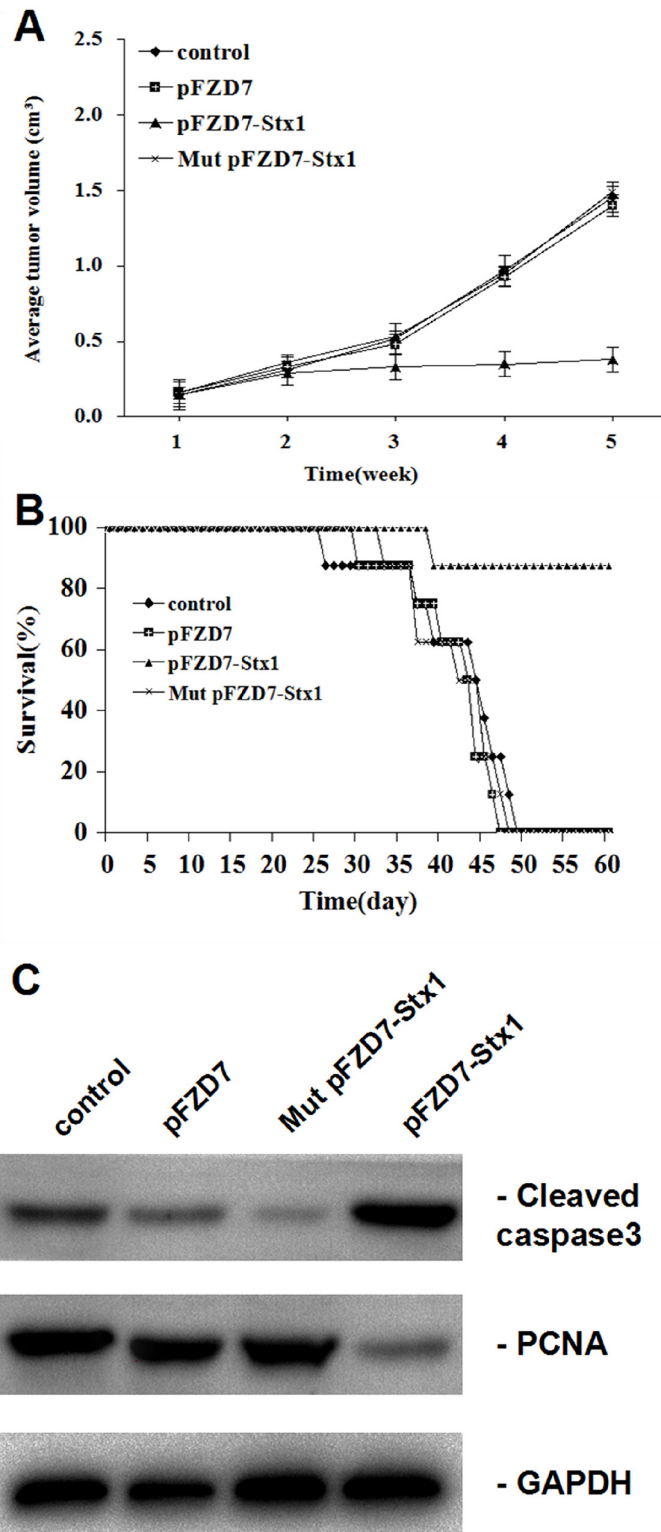 A
2.5
2.0
1.5
1.0
0.5
0.0
Average tumor volume (cm³)
control
pFZD7
pFZD7-Stx1
Mut pFZD7-Stx1
1 2 3 4 5
Time(week)
B
100
80
60
40
20
0
Survival(%)
control
pFZD7
pFZD7-Stx1
Mut pFZD7-Stx1
0 5 10 15 20 25 30 35 40 45 50 55 60
Time(day)
C
control
pFZD7
Mut pFZD7-Stx1
pFZD7-Stx1
- Cleaved
caspase3
- PCNA
- GAPDH